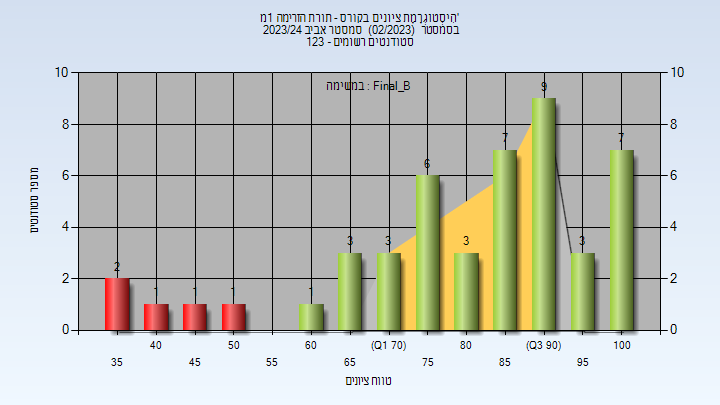 היסטוגרמת ציונים בקורס - תורת הזרימה 1מ'
בסמסטר (02/2023) סמסטר אביב 2023/24
סטודנטים רשומים - 123
במשימה : Final_B
10 10
9
8 8
7 7
6
6 6
4 4
3 3 3 3
2
2 2
1 1 1 1
0 0
מספר סטודנטים
40 50 60 (Q1 70) 80 (Q3 90) 100
35 45 55 65 75 85 95
טווח ציונים